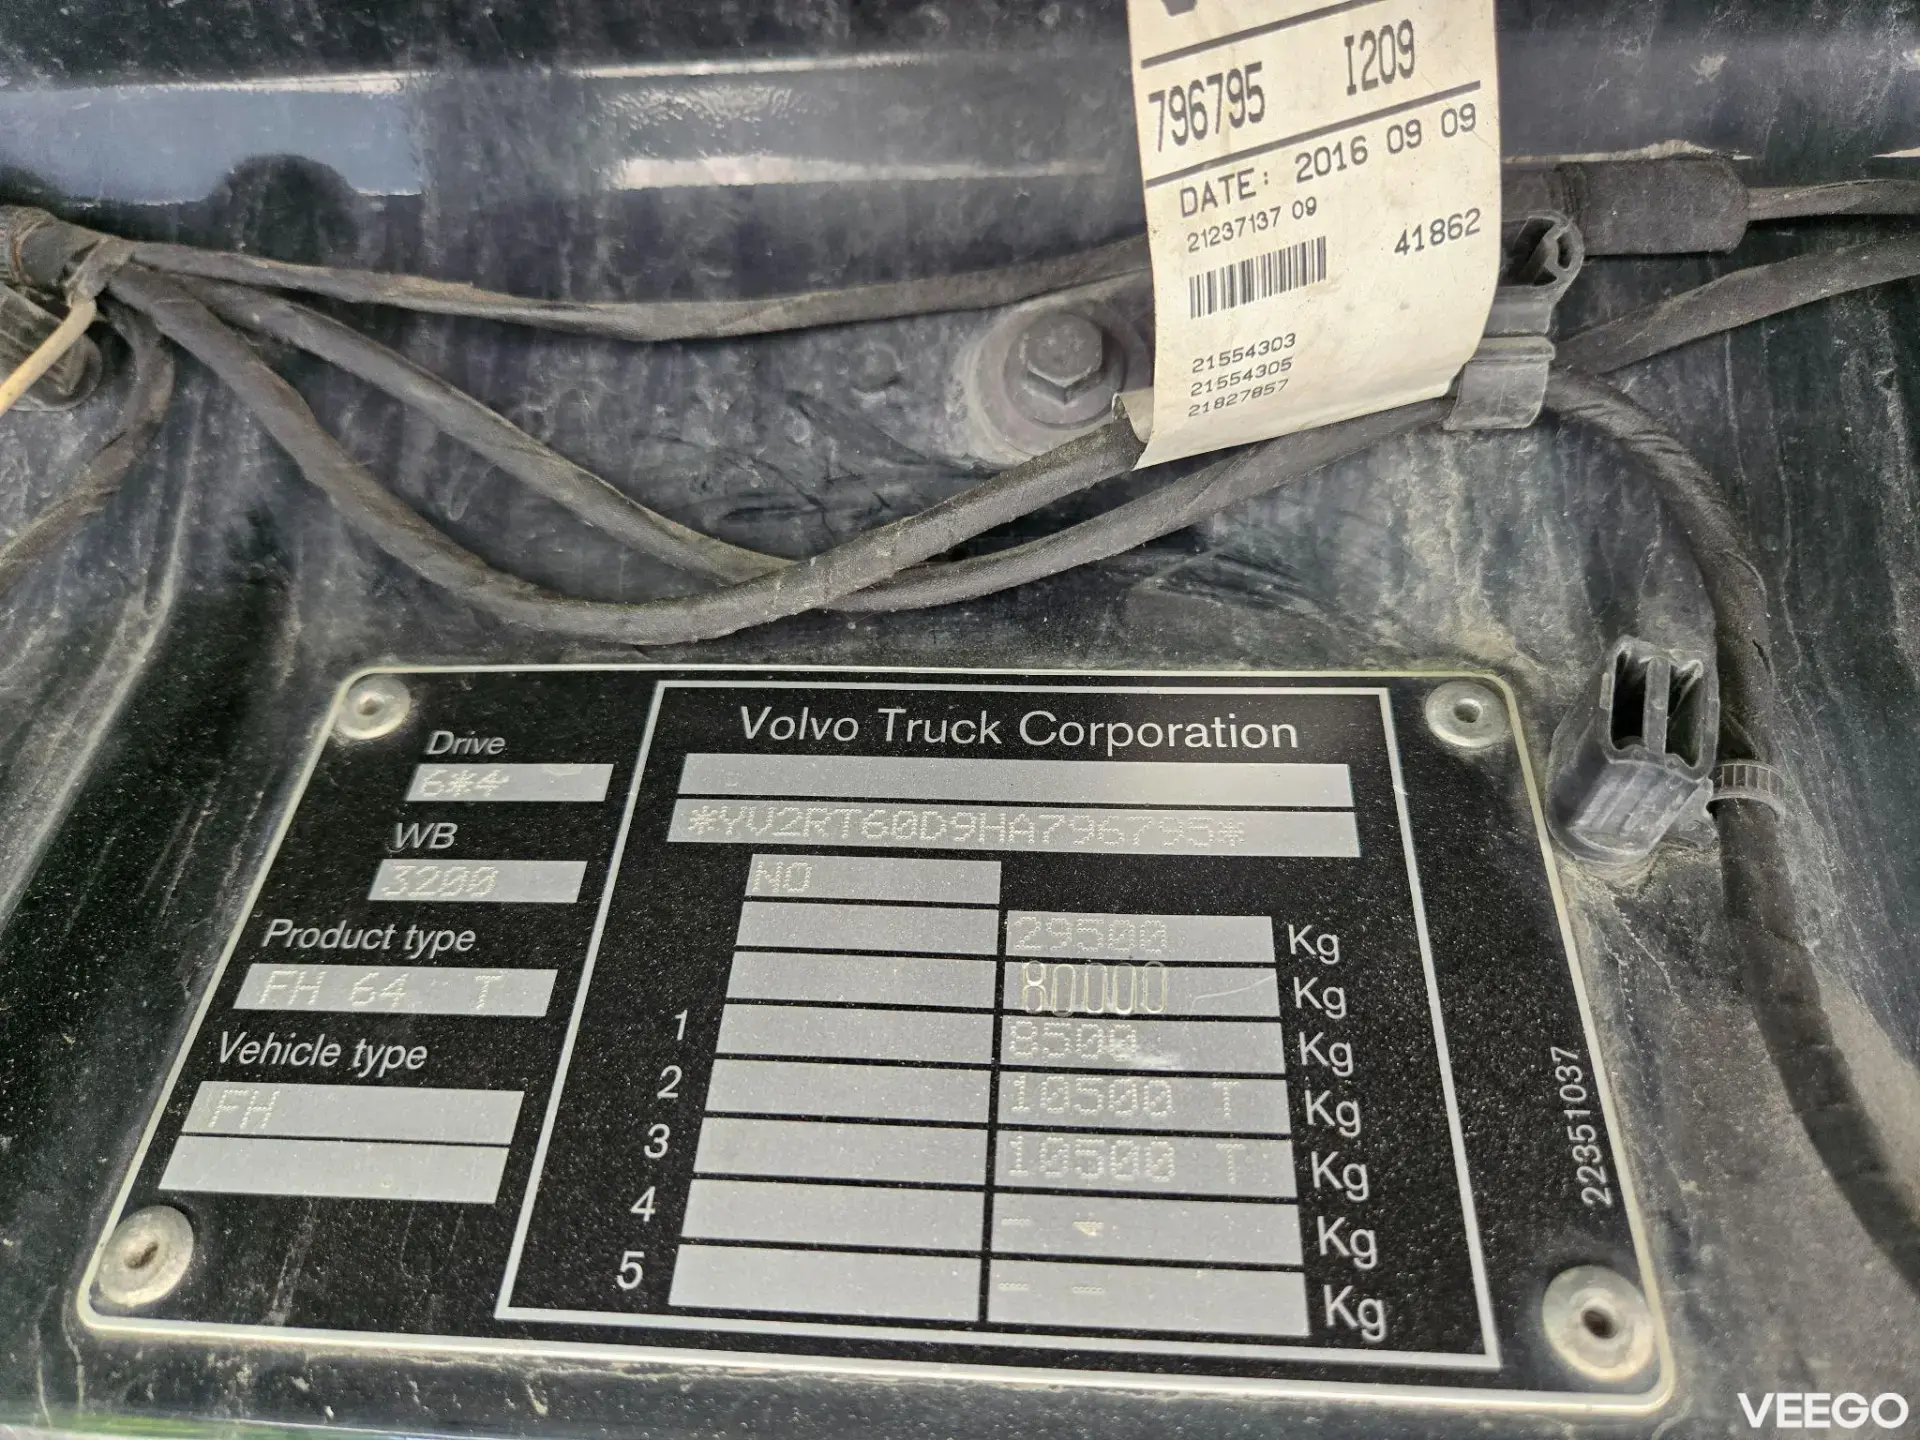 796795 I209
DATE: 2016 09 09
21237137 09
41862
21554303
21554305
21827857
Volvo Truck Corporation
Drive
6*4
*YV2RT60D9HA796795*
WB
3200
NO
Product type
FH 64 T
29500 Kg
80000 Kg
Vehicle type
FH
1 8500 Kg
2 10500 T Kg
3 10500 T Kg
4 Kg
5 Kg
22351037
VEEGO